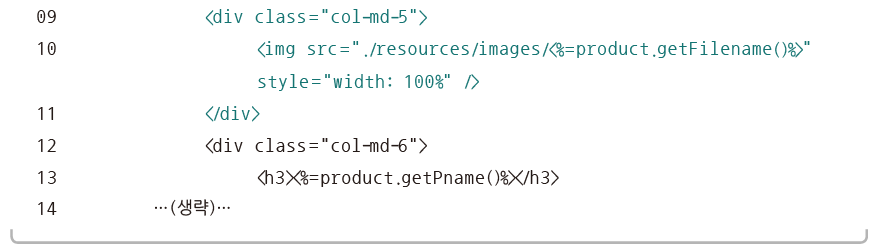 09 <div class="col-md-5">
10 <img src="./resources/images/<%=product.getFilename()%>"
style="width: 100%" />
11 </div>
12 <div class="col-md-6">
13 <h3><%=product.getPname()%></h3>
14 …(생략)…